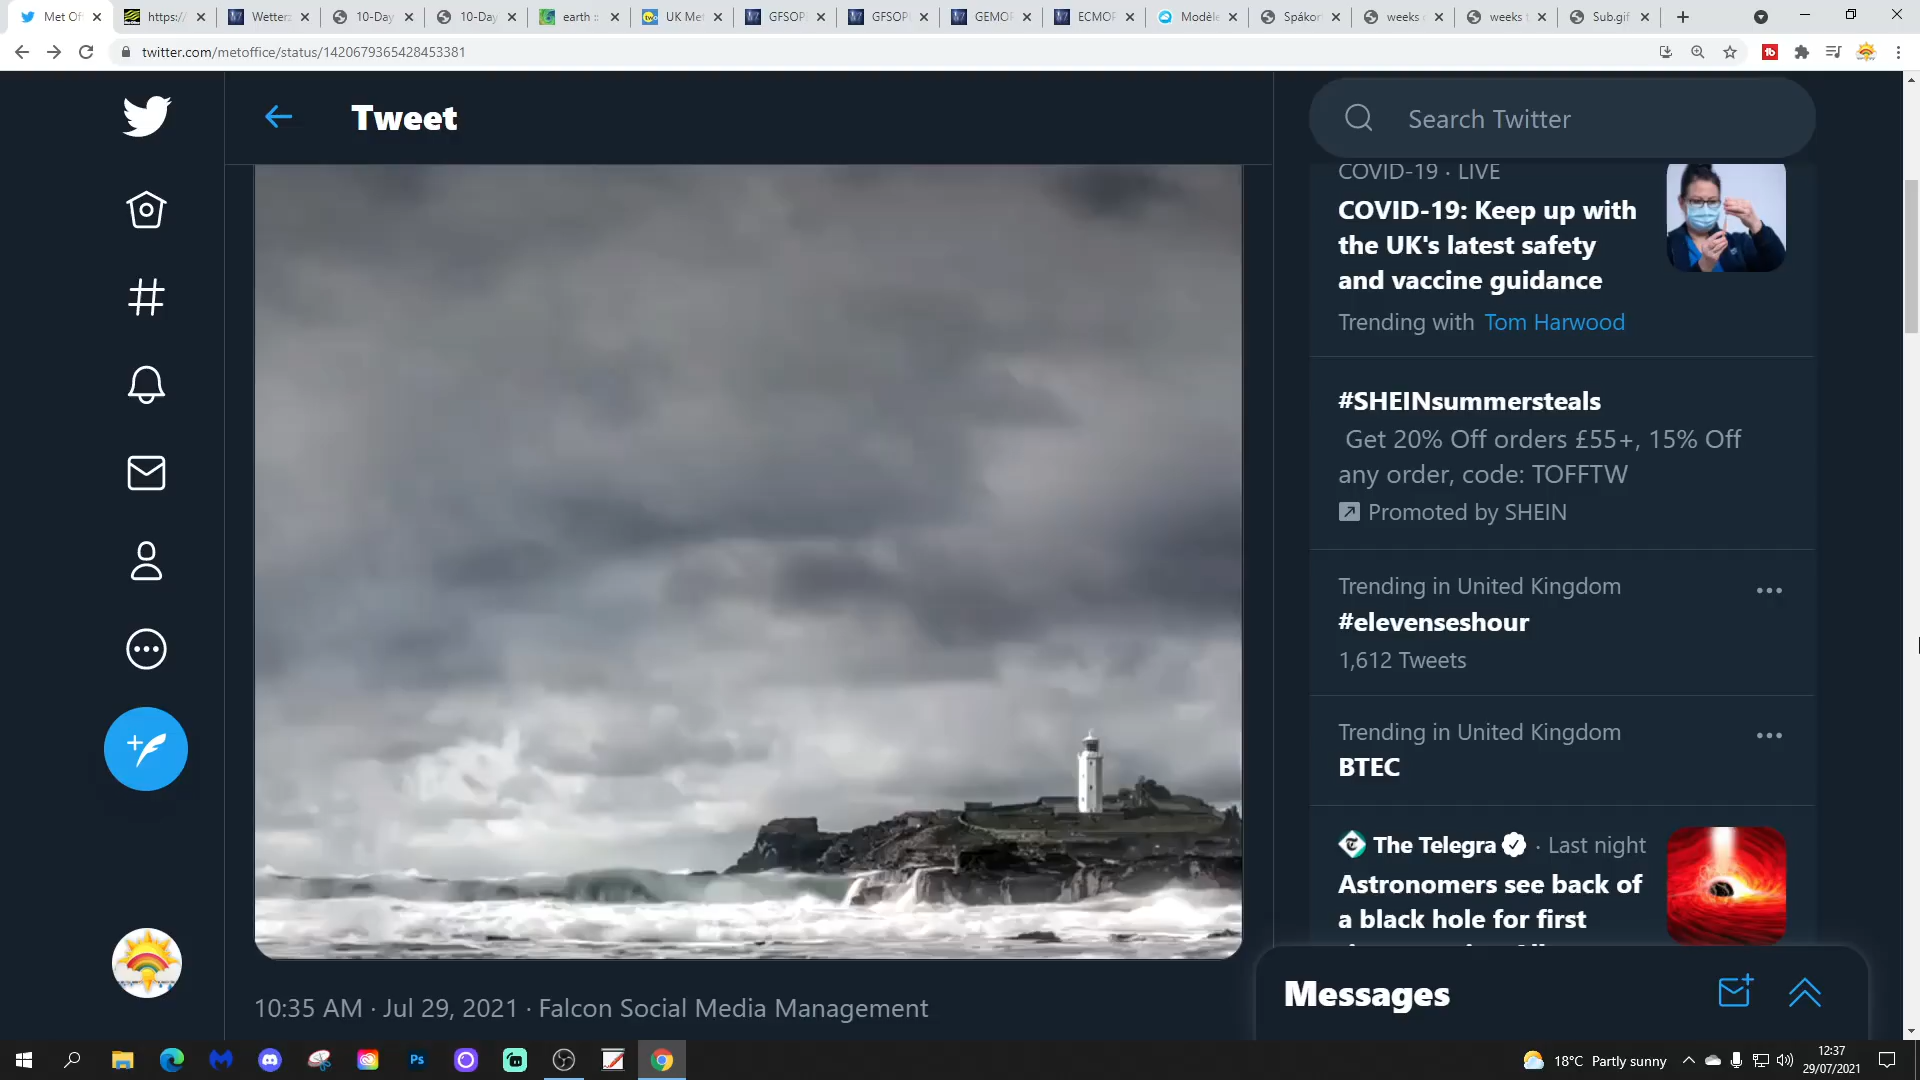 Met Of
https:/
Wetterz
10-Day
10-Day
earth ::
UK Met
GFSOP
GFSOP
GEMOP
ECMOP
Modèle
Spákor
weeks
weeks
Sub.gif
twitter.com/metoffice/status/1420679365428453381
Tweet
Search Twitter
COVID-19 · LIVE
COVID-19: Keep up with
the UK's latest safety
and vaccine guidance
Trending with Tom Harwood
#SHEINsummersteals
Get 20% Off orders £55+, 15% Off
any order, code: TOFFTW
Promoted by SHEIN
Trending in United Kingdom
#elevenseshour
1,612 Tweets
Trending in United Kingdom
BTEC
The Telegra · Last night
Astronomers see back of
a black hole for first
10:35 AM · Jul 29, 2021 · Falcon Social Media Management
Messages
18°C Partly sunny
12:37
29/07/2021